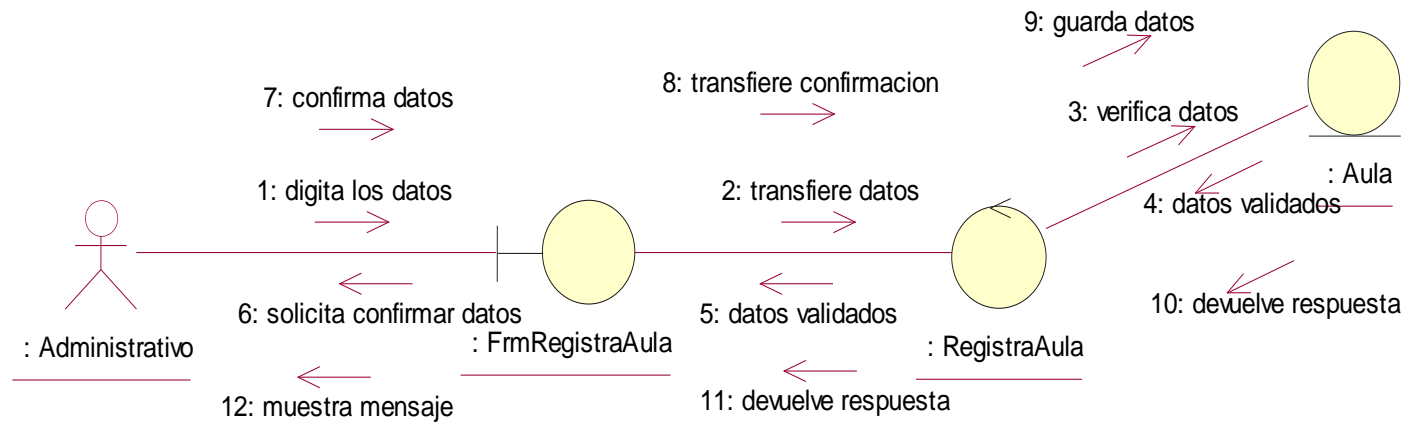 9: guarda datos
7: confirma datos
8: transfiere confirmacion
3: verifica datos
1: digita los datos
2: transfiere datos
: Aula
4: datos validados
6: solicita confirmar datos
5: datos validados
10: devuelve respuesta
: Administrativo
: FrmRegistraAula
: RegistraAula
12: muestra mensaje
11: devuelve respuesta